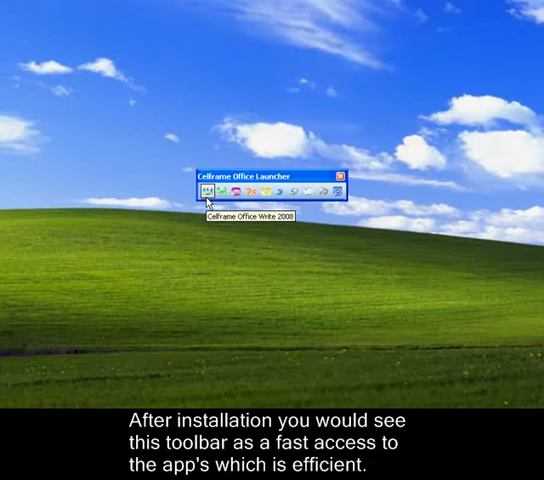 Celframe Office Launcher
Celframe Office Write 2008
After installation you would see
this toolbar as a fast access to
the app's which is efficient.